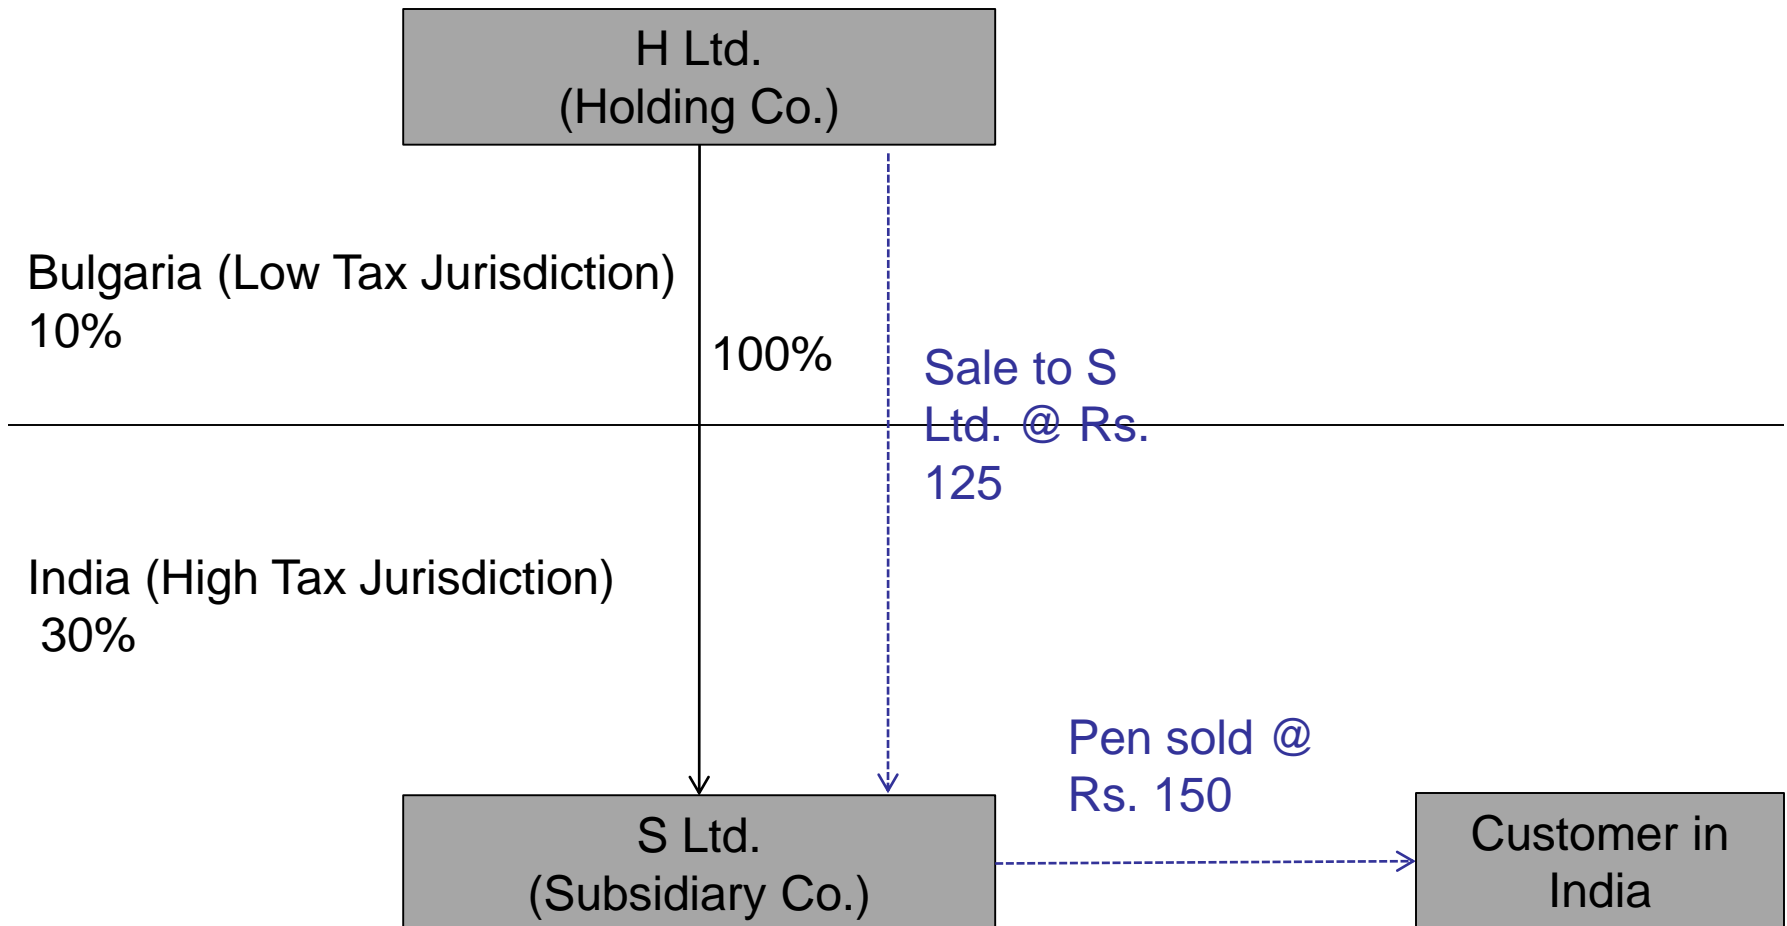 H Ltd.
(Holding Co.)
Bulgaria (Low Tax Jurisdiction)
10%
100%
Sale to S
Ltd. @ Rs.
125
India (High Tax Jurisdiction)
30%
Pen sold @
Rs. 150
S Ltd.
(Subsidiary Co.)
Customer in
India